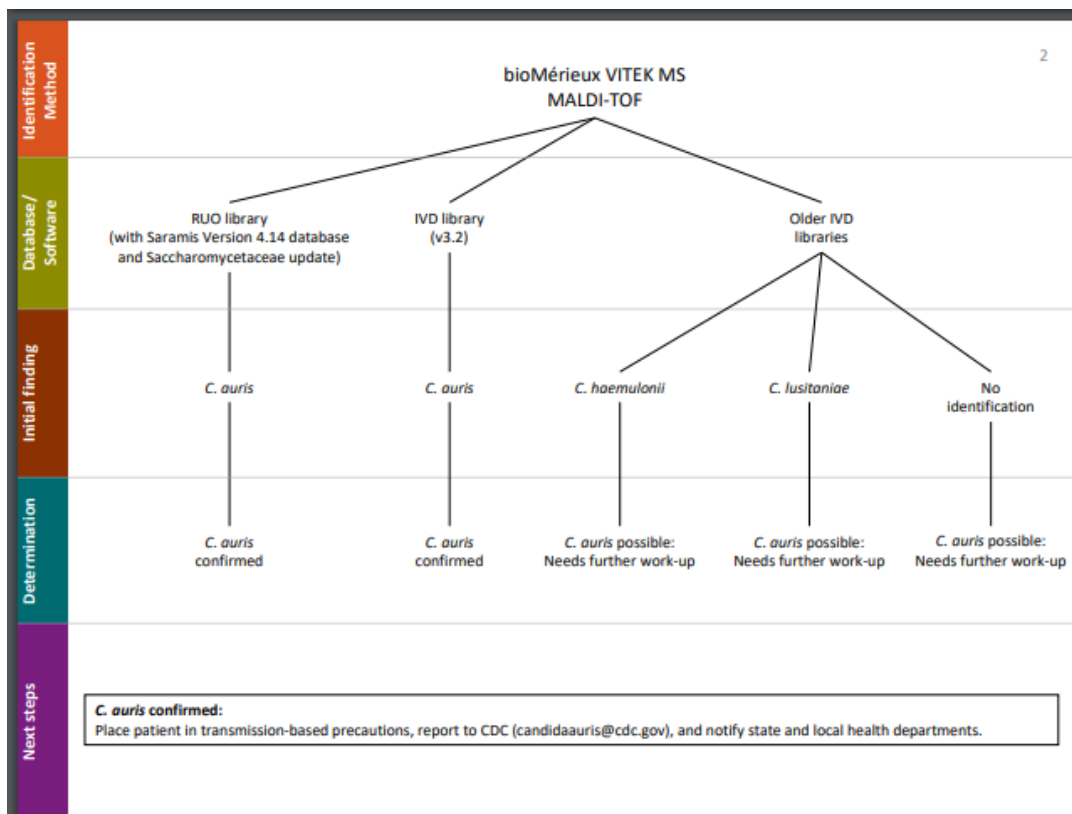 2
Identification
Method
bioMérieux VITEK MS
MALDI-TOF
Database/
Software
RUO library
(with Saramis Version 4.14 database
and Saccharomycetaceae update)
IVD library
(v3.2)
Older IVD
libraries
Initial finding
C. auris
C. auris
C. haemulonii
C. lusitaniae
No
identification
Determination
C. auris
confirmed
C. auris
confirmed
C. auris possible:
Needs further work-up
C. auris possible:
Needs further work-up
C. auris possible:
Needs further work-up
Next steps
C. auris confirmed:
Place patient in transmission-based precautions, report to CDC (candidaauris@cdc.gov), and notify state and local health departments.